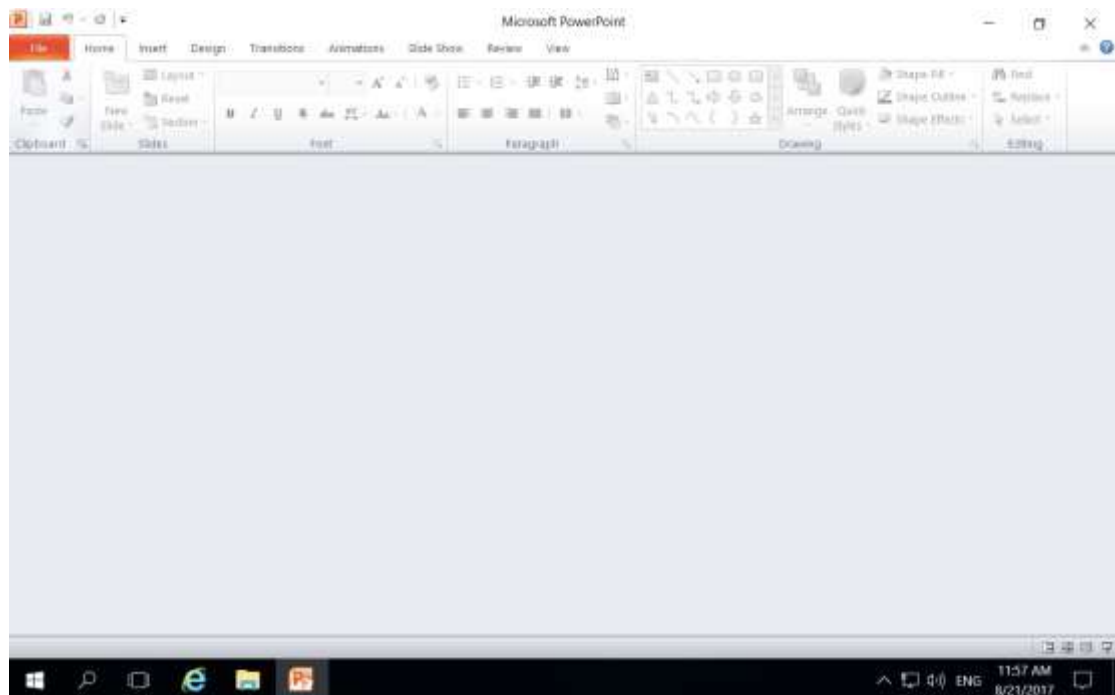 Microsoft PowerPoint
File Home Insert Design Transitions Animations Slide Show Review View
Paste
New Slide
Layout
Reset
Section
Arrange
Quick Styles
Shape Fill
Shape Outline
Shape Effects
Find
Replace
Select
Clipboard Slides Font Paragraph Drawing Editing
ENG
11:57 AM
8/21/2017